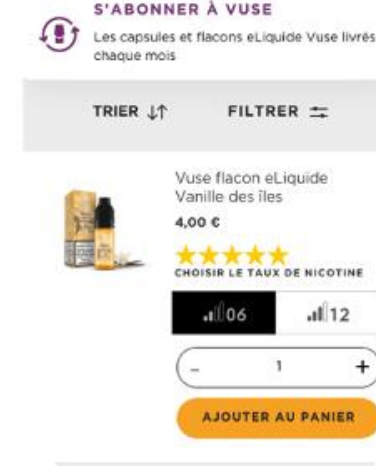 S'ABONNER À VUSE
Les capsules et flacons eLiquide Vuse livrés
chaque mois
TRIER
FILTRER
Vuse flacon eLiquide
Vanille des îles
4,00 €
CHOISIR LE TAUX DE NICOTINE
06
12
- 1 +
AJOUTER AU PANIER